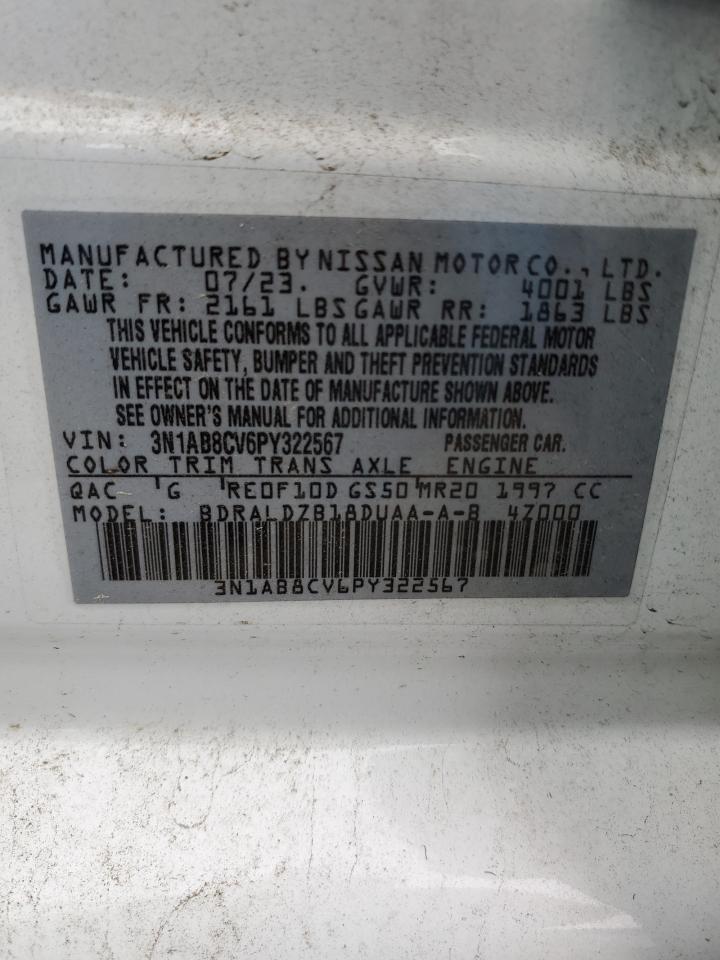 MANUFACTURED BY NISSAN MOTOR CO., LTD.
DATE: 07/23. GVWR: 4001 LBS
GAWR FR: 2161 LBS GAWR RR: 1863 LBS
THIS VEHICLE CONFORMS TO ALL APPLICABLE FEDERAL MOTOR
VEHICLE SAFETY, BUMPER AND THEFT PREVENTION STANDARDS
IN EFFECT ON THE DATE OF MANUFACTURE SHOWN ABOVE.
SEE OWNER'S MANUAL FOR ADDITIONAL INFORMATION.
VIN: 3N1AB8CV6PY322567 PASSENGER CAR.
COLOR TRIM TRANS AXLE ENGINE
QAC G RE0F10D GS50 MR20 1997 CC
MODEL: BDRALDZB18DUAA-A-B 4Z000
3N1AB8CV6PY322567